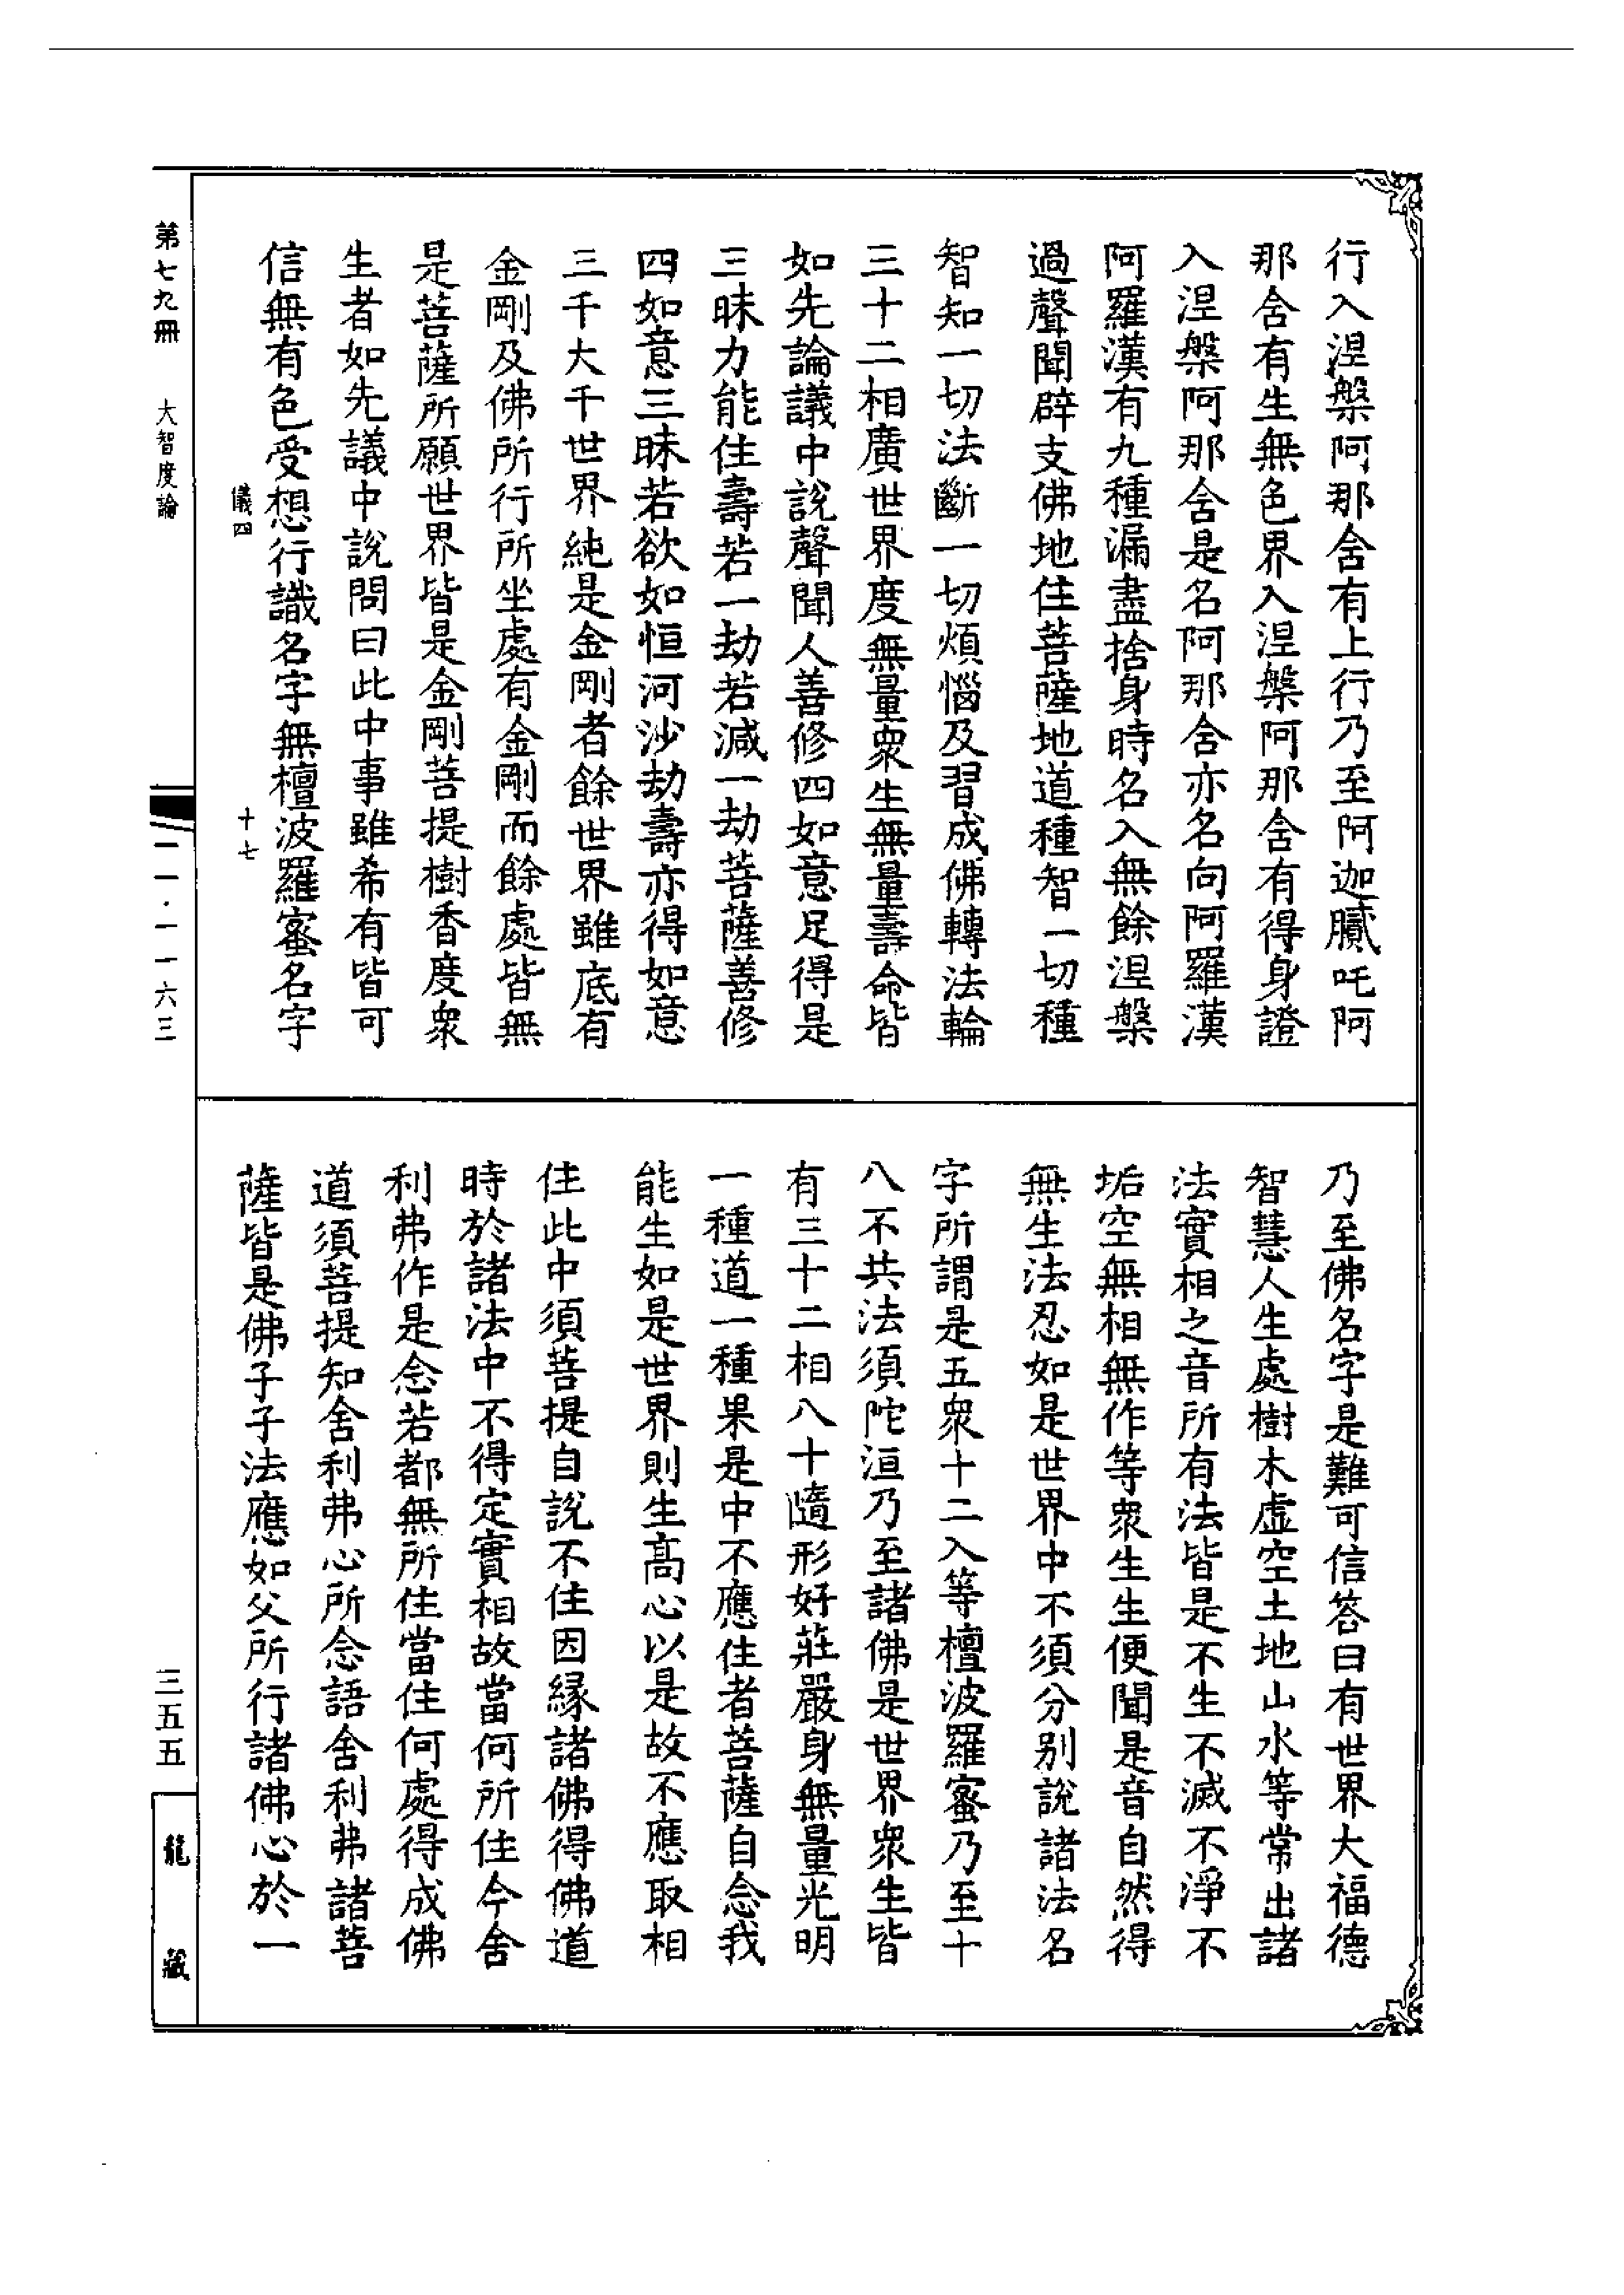 行入涅槃阿那含有上行乃至阿迦膩吒阿
那含有生無色界入涅槃阿那含有得身證
入涅槃阿那含是名阿那含亦名向阿羅漢
阿羅漢有九種漏盡捨身時名入無餘涅槃
過聲聞辟支佛地住菩薩地道種智一切種
智知一切法斷一切煩惱及習成佛轉法輪
三十二相廣世界度無量眾生無量壽命皆
如先論議中說聲聞人善修四如意足得是
三昧力能住壽若一劫若減一劫菩薩善修
四如意三昧若欲如恒河沙劫壽亦得如意
三千大千世界純是金剛者餘世界雖底有
金剛及佛所行所坐處有金剛而餘處皆無
是菩薩所願世界皆是金剛菩提樹香度眾
生者如先議中說問曰此中事雖希有皆可
信無有色受想行識名字無檀波羅蜜名字
儀四 十七
乃至佛名字是難可信答曰有世界大福德
智慧人生處樹木虛空土地山水等常出諸
法實相之音所有法皆是不生不滅不淨不
垢空無相無作等眾生生便聞是音自然得
無生法忍如是世界中不須分別說諸法名
字所謂是五眾十二入等檀波羅蜜乃至十
八不共法須陀洹乃至諸佛是世界眾生皆
有三十二相八十隨形好莊嚴身無量光明
一種道一種果是中不應住者菩薩自念我
能生如是世界則生高心以是故不應取相
住此中須菩提自說不住因緣諸佛得佛道
時於諸法中不得定實相故當何所住今舍
利弗作是念若都無所住當住何處得成佛
道須菩提知舍利弗心所念語舍利弗諸菩
薩皆是佛子子法應如父所行諸佛心於一
第七九冊 大智度論
一一·一一六三
三五五
龍藏